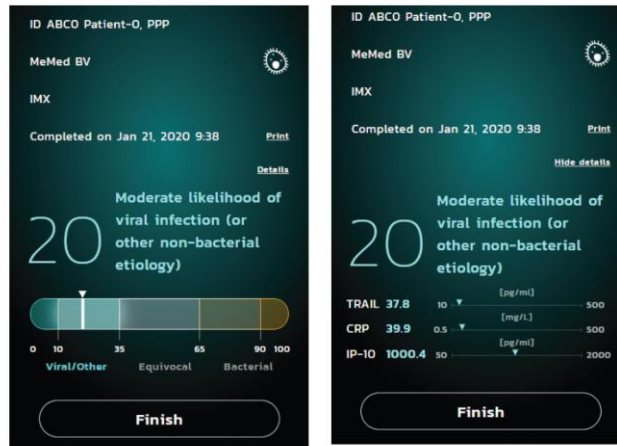 ID ABC0 Patient-0, PPP
MeMed BV
IMX
Completed on Jan 21, 2020 9:38 Print
Details
20
Moderate likelihood of
viral infection (or
other non-bacterial
etiology)
0 10 35 65 90 100
Viral/Other Equivocal Bacterial
Finish
ID ABC0 Patient-0, PPP
MeMed BV
IMX
Completed on Jan 21, 2020 9:38 Print
Hide details
20
Moderate likelihood of
viral infection (or
other non-bacterial
etiology)
[pg/ml]
TRAIL 37.8 10 500
[mg/L]
CRP 39.9 0.5 500
[pg/ml]
IP-10 1000.4 50 2000
Finish